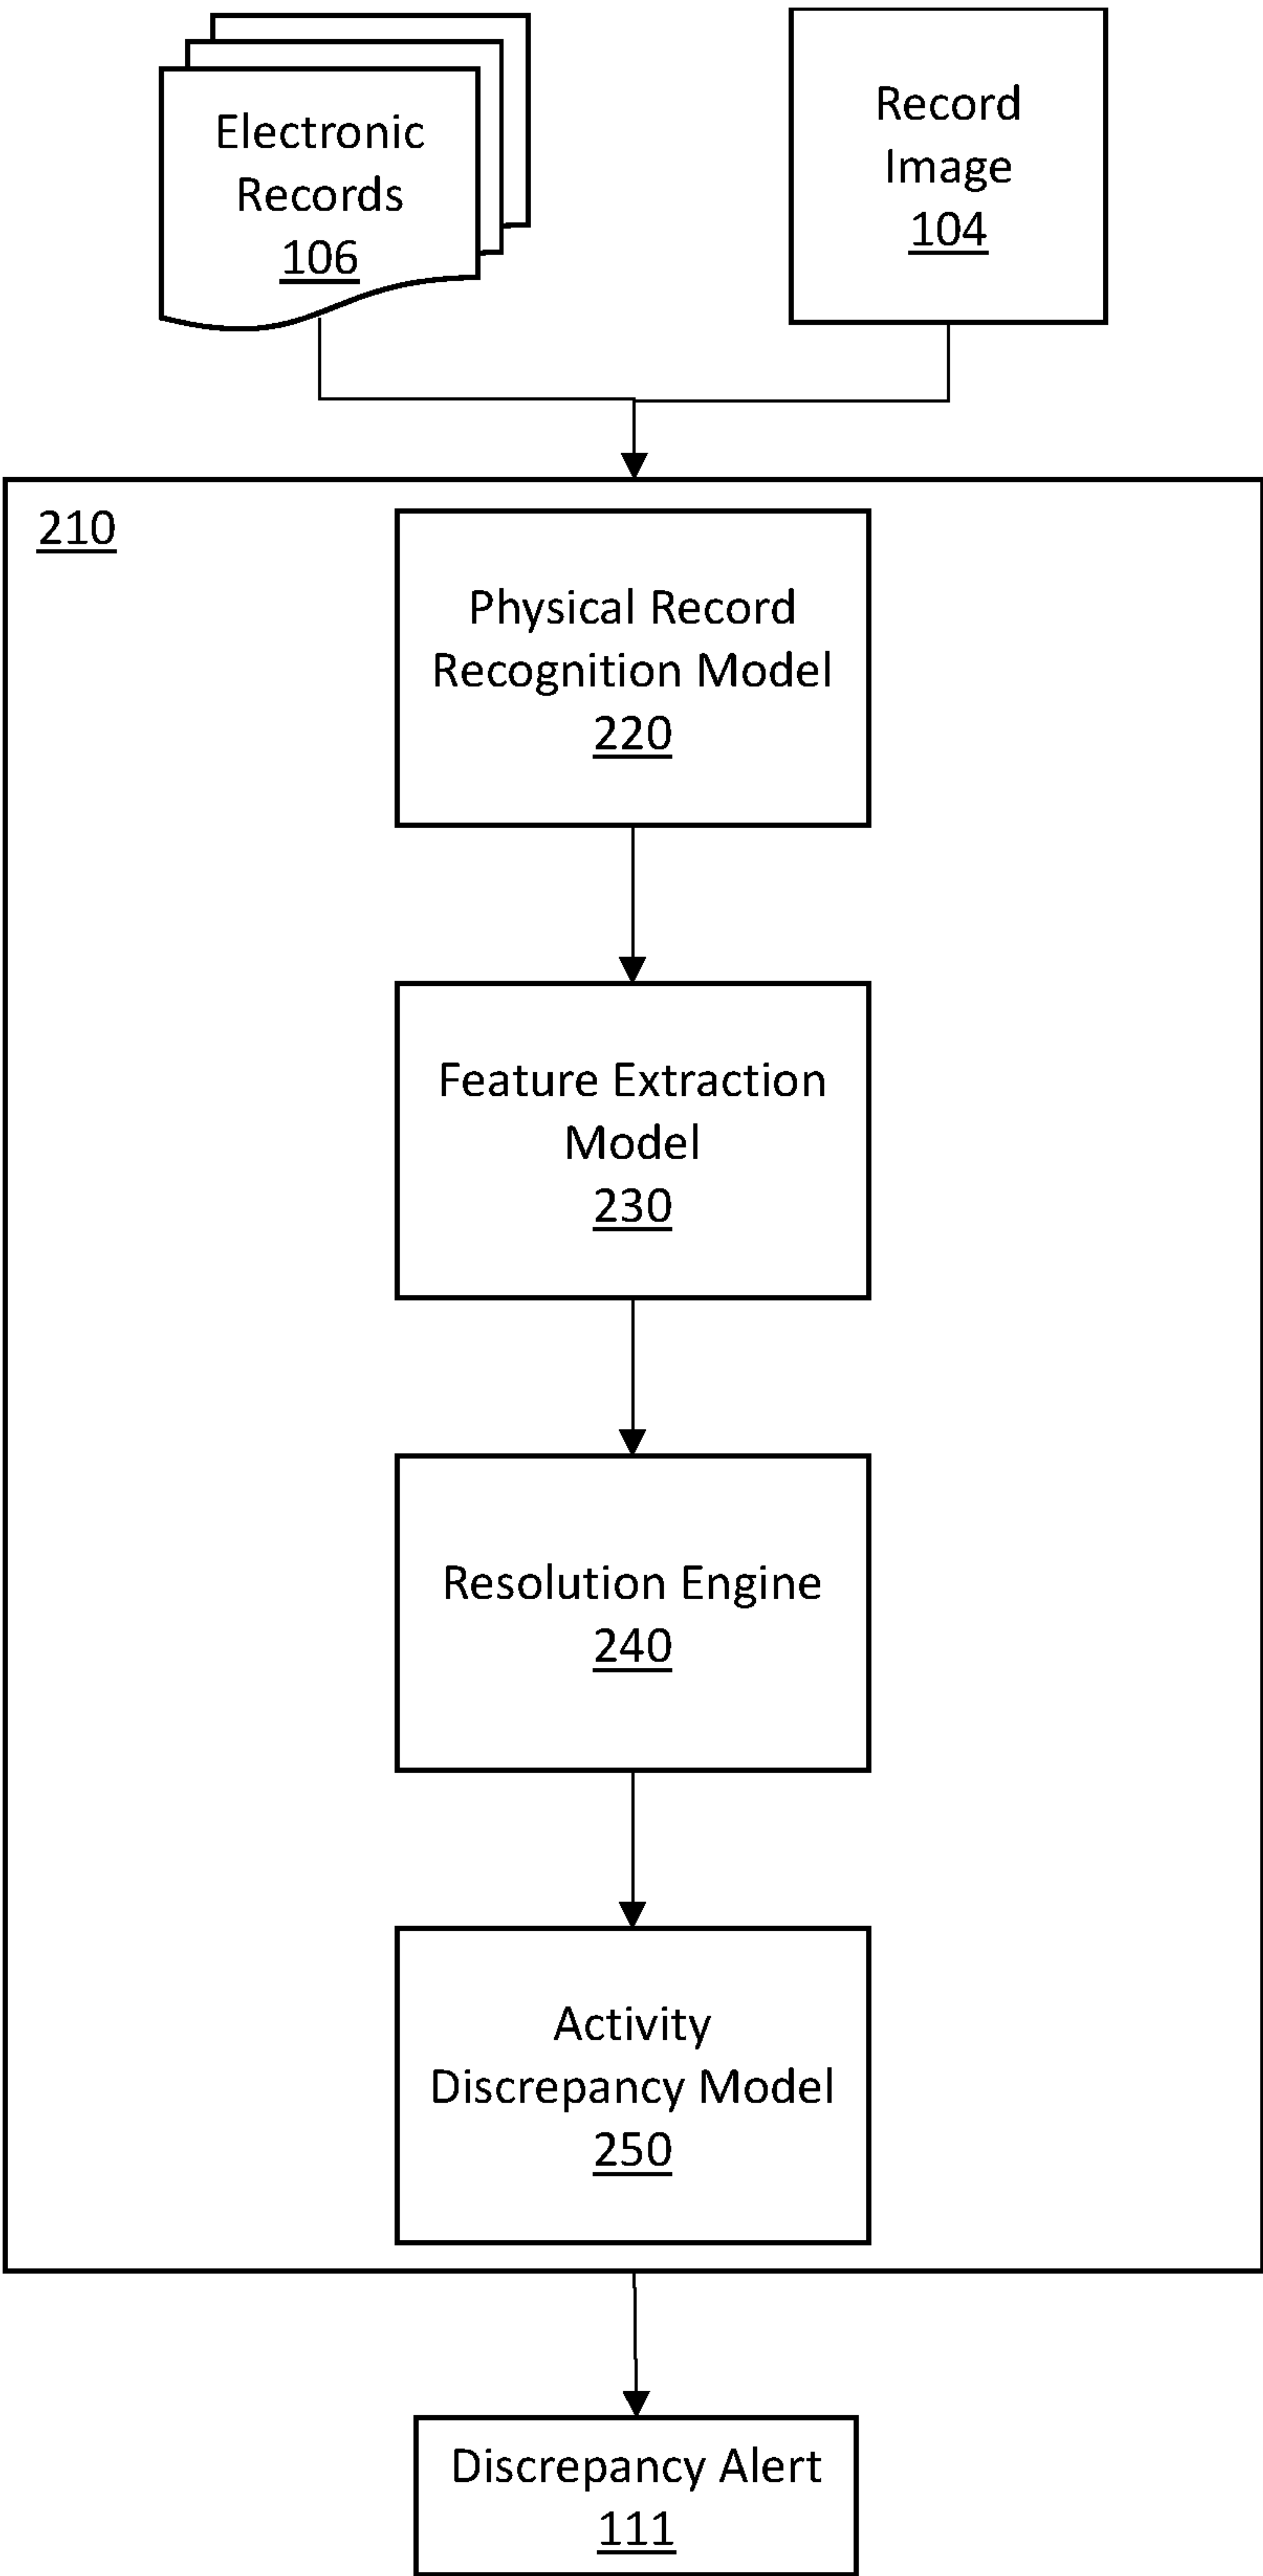 Electronic
Records
106
Record
Image
104
210
Physical Record
Recognition Model
220
Feature Extraction
Model
230
Resolution Engine
240
Activity
Discrepancy Model
250
Discrepancy Alert
111